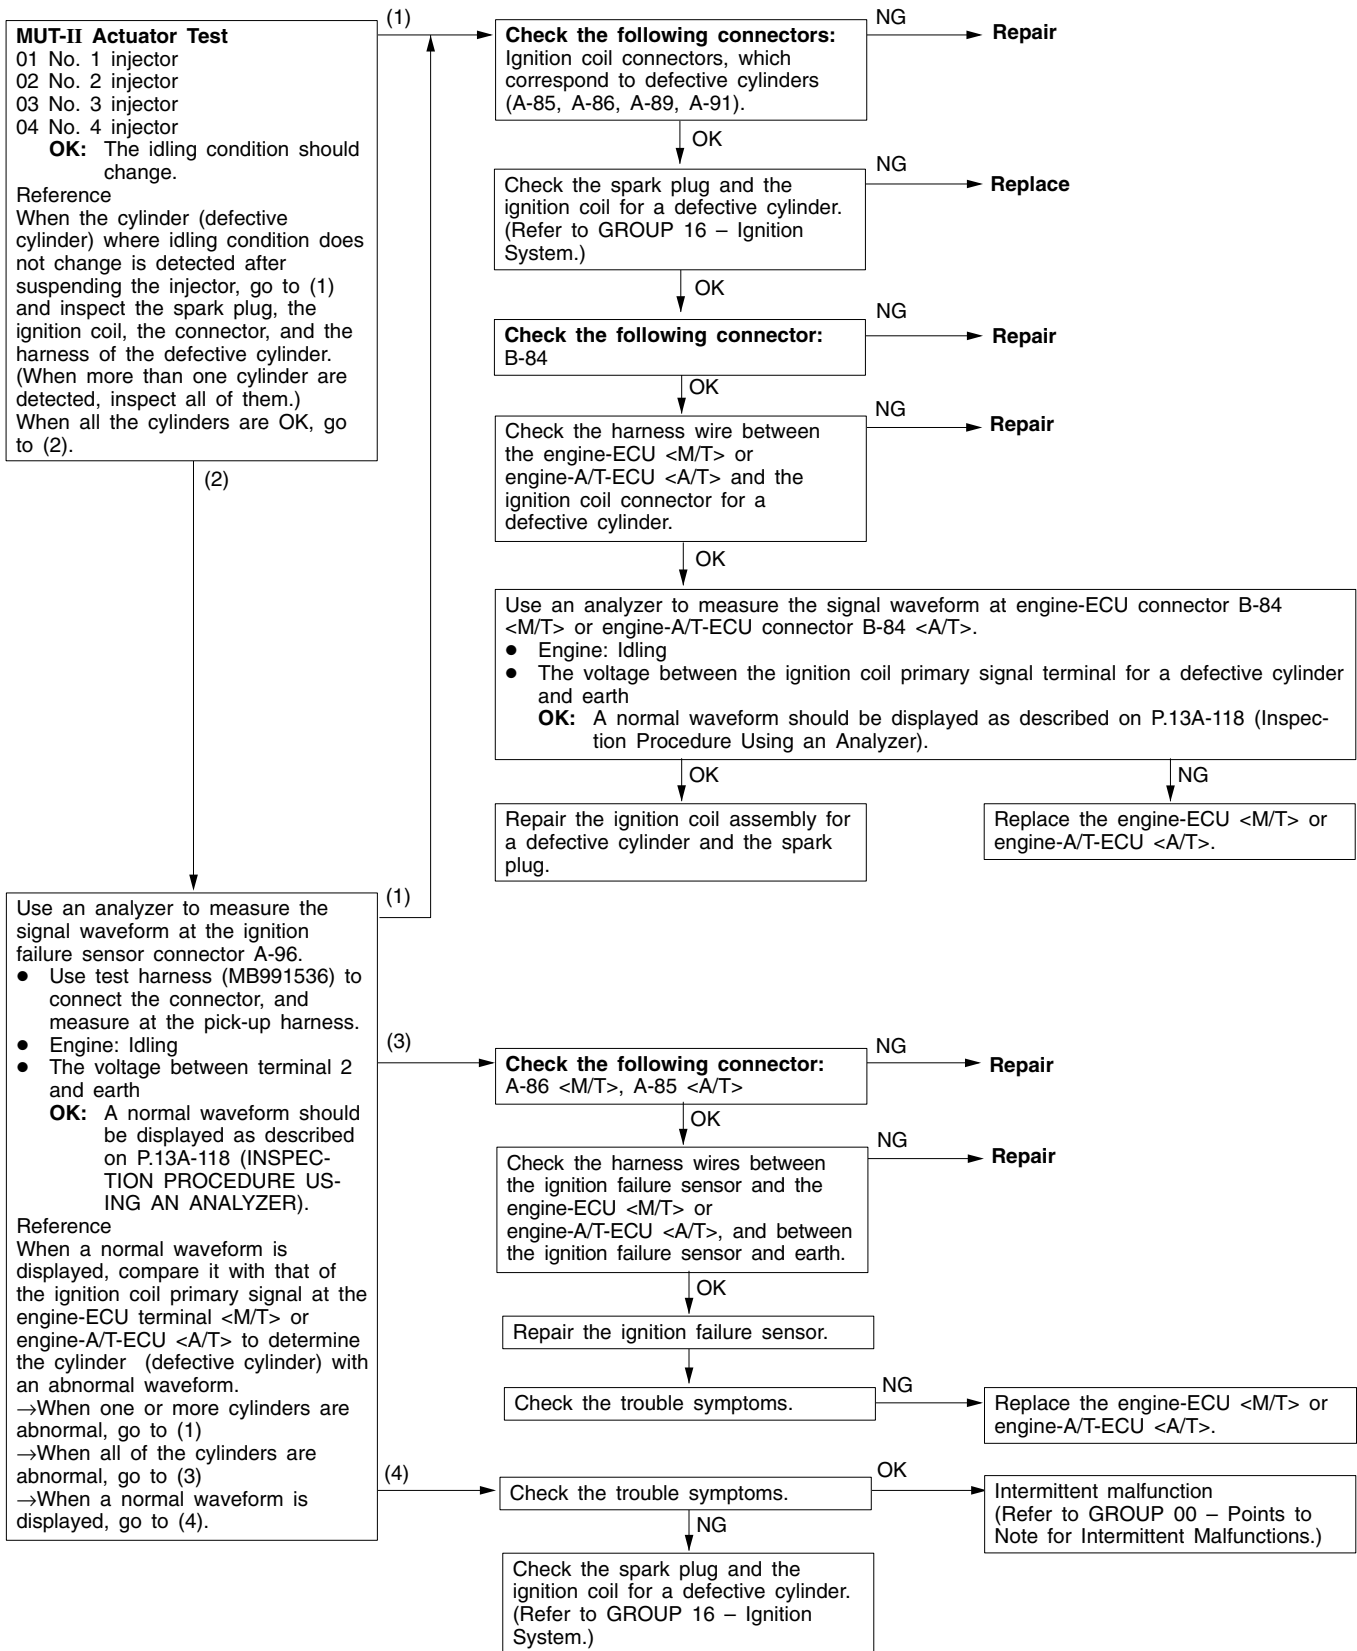 MUT-II Actuator Test
01 No. 1 injector
02 No. 2 injector
03 No. 3 injector
04 No. 4 injector
OK: The idling condition should
change.
Reference
When the cylinder (defective
cylinder) where idling condition does
not change is detected after
suspending the injector, go to (1)
and inspect the spark plug, the
ignition coil, the connector, and the
harness of the defective cylinder.
(When more than one cylinder are
detected, inspect all of them.)
When all the cylinders are OK, go
to (2).
(1)
Check the following connectors:
Ignition coil connectors, which
correspond to defective cylinders
(A-85, A-86, A-89, A-91).
NG
Repair
OK
Check the spark plug and the
ignition coil for a defective cylinder.
(Refer to GROUP 16 – Ignition
System.)
NG
Replace
OK
Check the following connector:
B-84
NG
Repair
OK
Check the harness wire between
the engine-ECU <M/T> or
engine-A/T-ECU <A/T> and the
ignition coil connector for a
defective cylinder.
NG
Repair
OK
Use an analyzer to measure the signal waveform at engine-ECU connector B-84
<M/T> or engine-A/T-ECU connector B-84 <A/T>.
● Engine: Idling
● The voltage between the ignition coil primary signal terminal for a defective cylinder
and earth
OK: A normal waveform should be displayed as described on P.13A-118 (Inspec-
tion Procedure Using an Analyzer).
OK
NG
Repair the ignition coil assembly for
a defective cylinder and the spark
plug.
Replace the engine-ECU <M/T> or
engine-A/T-ECU <A/T>.
(2)
Use an analyzer to measure the
signal waveform at the ignition
failure sensor connector A-96.
● Use test harness (MB991536) to
connect the connector, and
measure at the pick-up harness.
● Engine: Idling
● The voltage between terminal 2
and earth
OK: A normal waveform should
be displayed as described
on P.13A-118 (INSPEC-
TION PROCEDURE US-
ING AN ANALYZER).
Reference
When a normal waveform is
displayed, compare it with that of
the ignition coil primary signal at the
engine-ECU terminal <M/T> or
engine-A/T-ECU <A/T> to determine
the cylinder (defective cylinder) with
an abnormal waveform.
→When one or more cylinders are
abnormal, go to (1)
→When all of the cylinders are
abnormal, go to (3)
→When a normal waveform is
displayed, go to (4).
(1)
(3)
Check the following connector:
A-86 <M/T>, A-85 <A/T>
NG
Repair
OK
Check the harness wires between
the ignition failure sensor and the
engine-ECU <M/T> or
engine-A/T-ECU <A/T>, and between
the ignition failure sensor and earth.
NG
Repair
OK
Repair the ignition failure sensor.
Check the trouble symptoms.
NG
Replace the engine-ECU <M/T> or
engine-A/T-ECU <A/T>.
(4)
Check the trouble symptoms.
OK
Intermittent malfunction
(Refer to GROUP 00 – Points to
Note for Intermittent Malfunctions.)
NG
Check the spark plug and the
ignition coil for a defective cylinder.
(Refer to GROUP 16 – Ignition
System.)